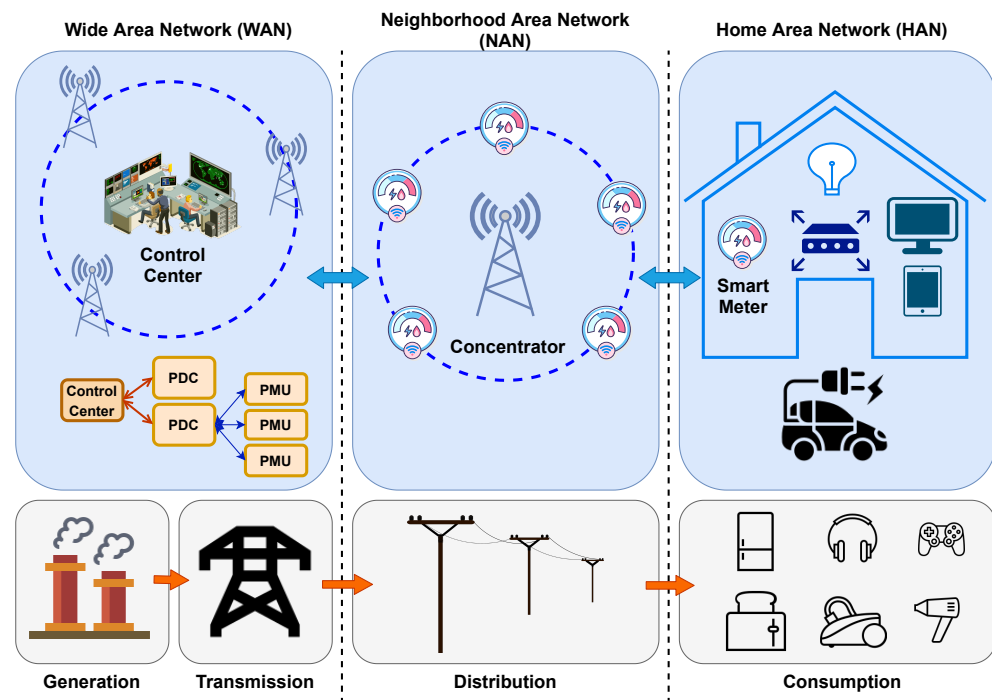 Wide Area Network (WAN)
Neighborhood Area Network
(NAN)
Home Area Network (HAN)
Control
Center
Concentrator
Smart
Meter
Control
Center
PDC
PDC
PMU
PMU
PMU
Generation
Transmission
Distribution
Consumption